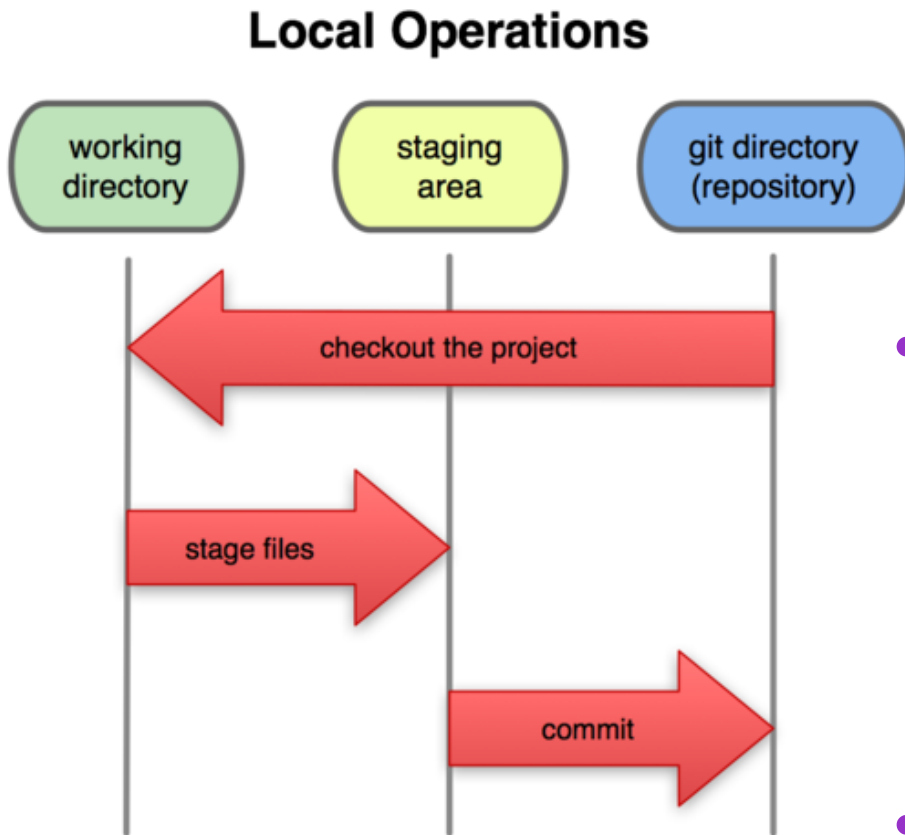 Local Operations
working
directory
staging
area
git directory
(repository)
checkout the project
stage files
commit